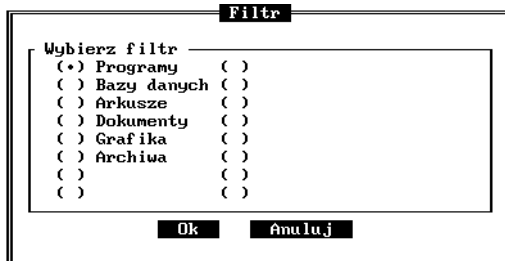 Filtr
Wybierz filtr
(•) Programy ( )
( ) Bazy danych ( )
( ) Arkusze ( )
( ) Dokumenty ( )
( ) Grafika ( )
( ) Archiwa ( )
( ) ( )
( ) ( )
Ok Anuluj